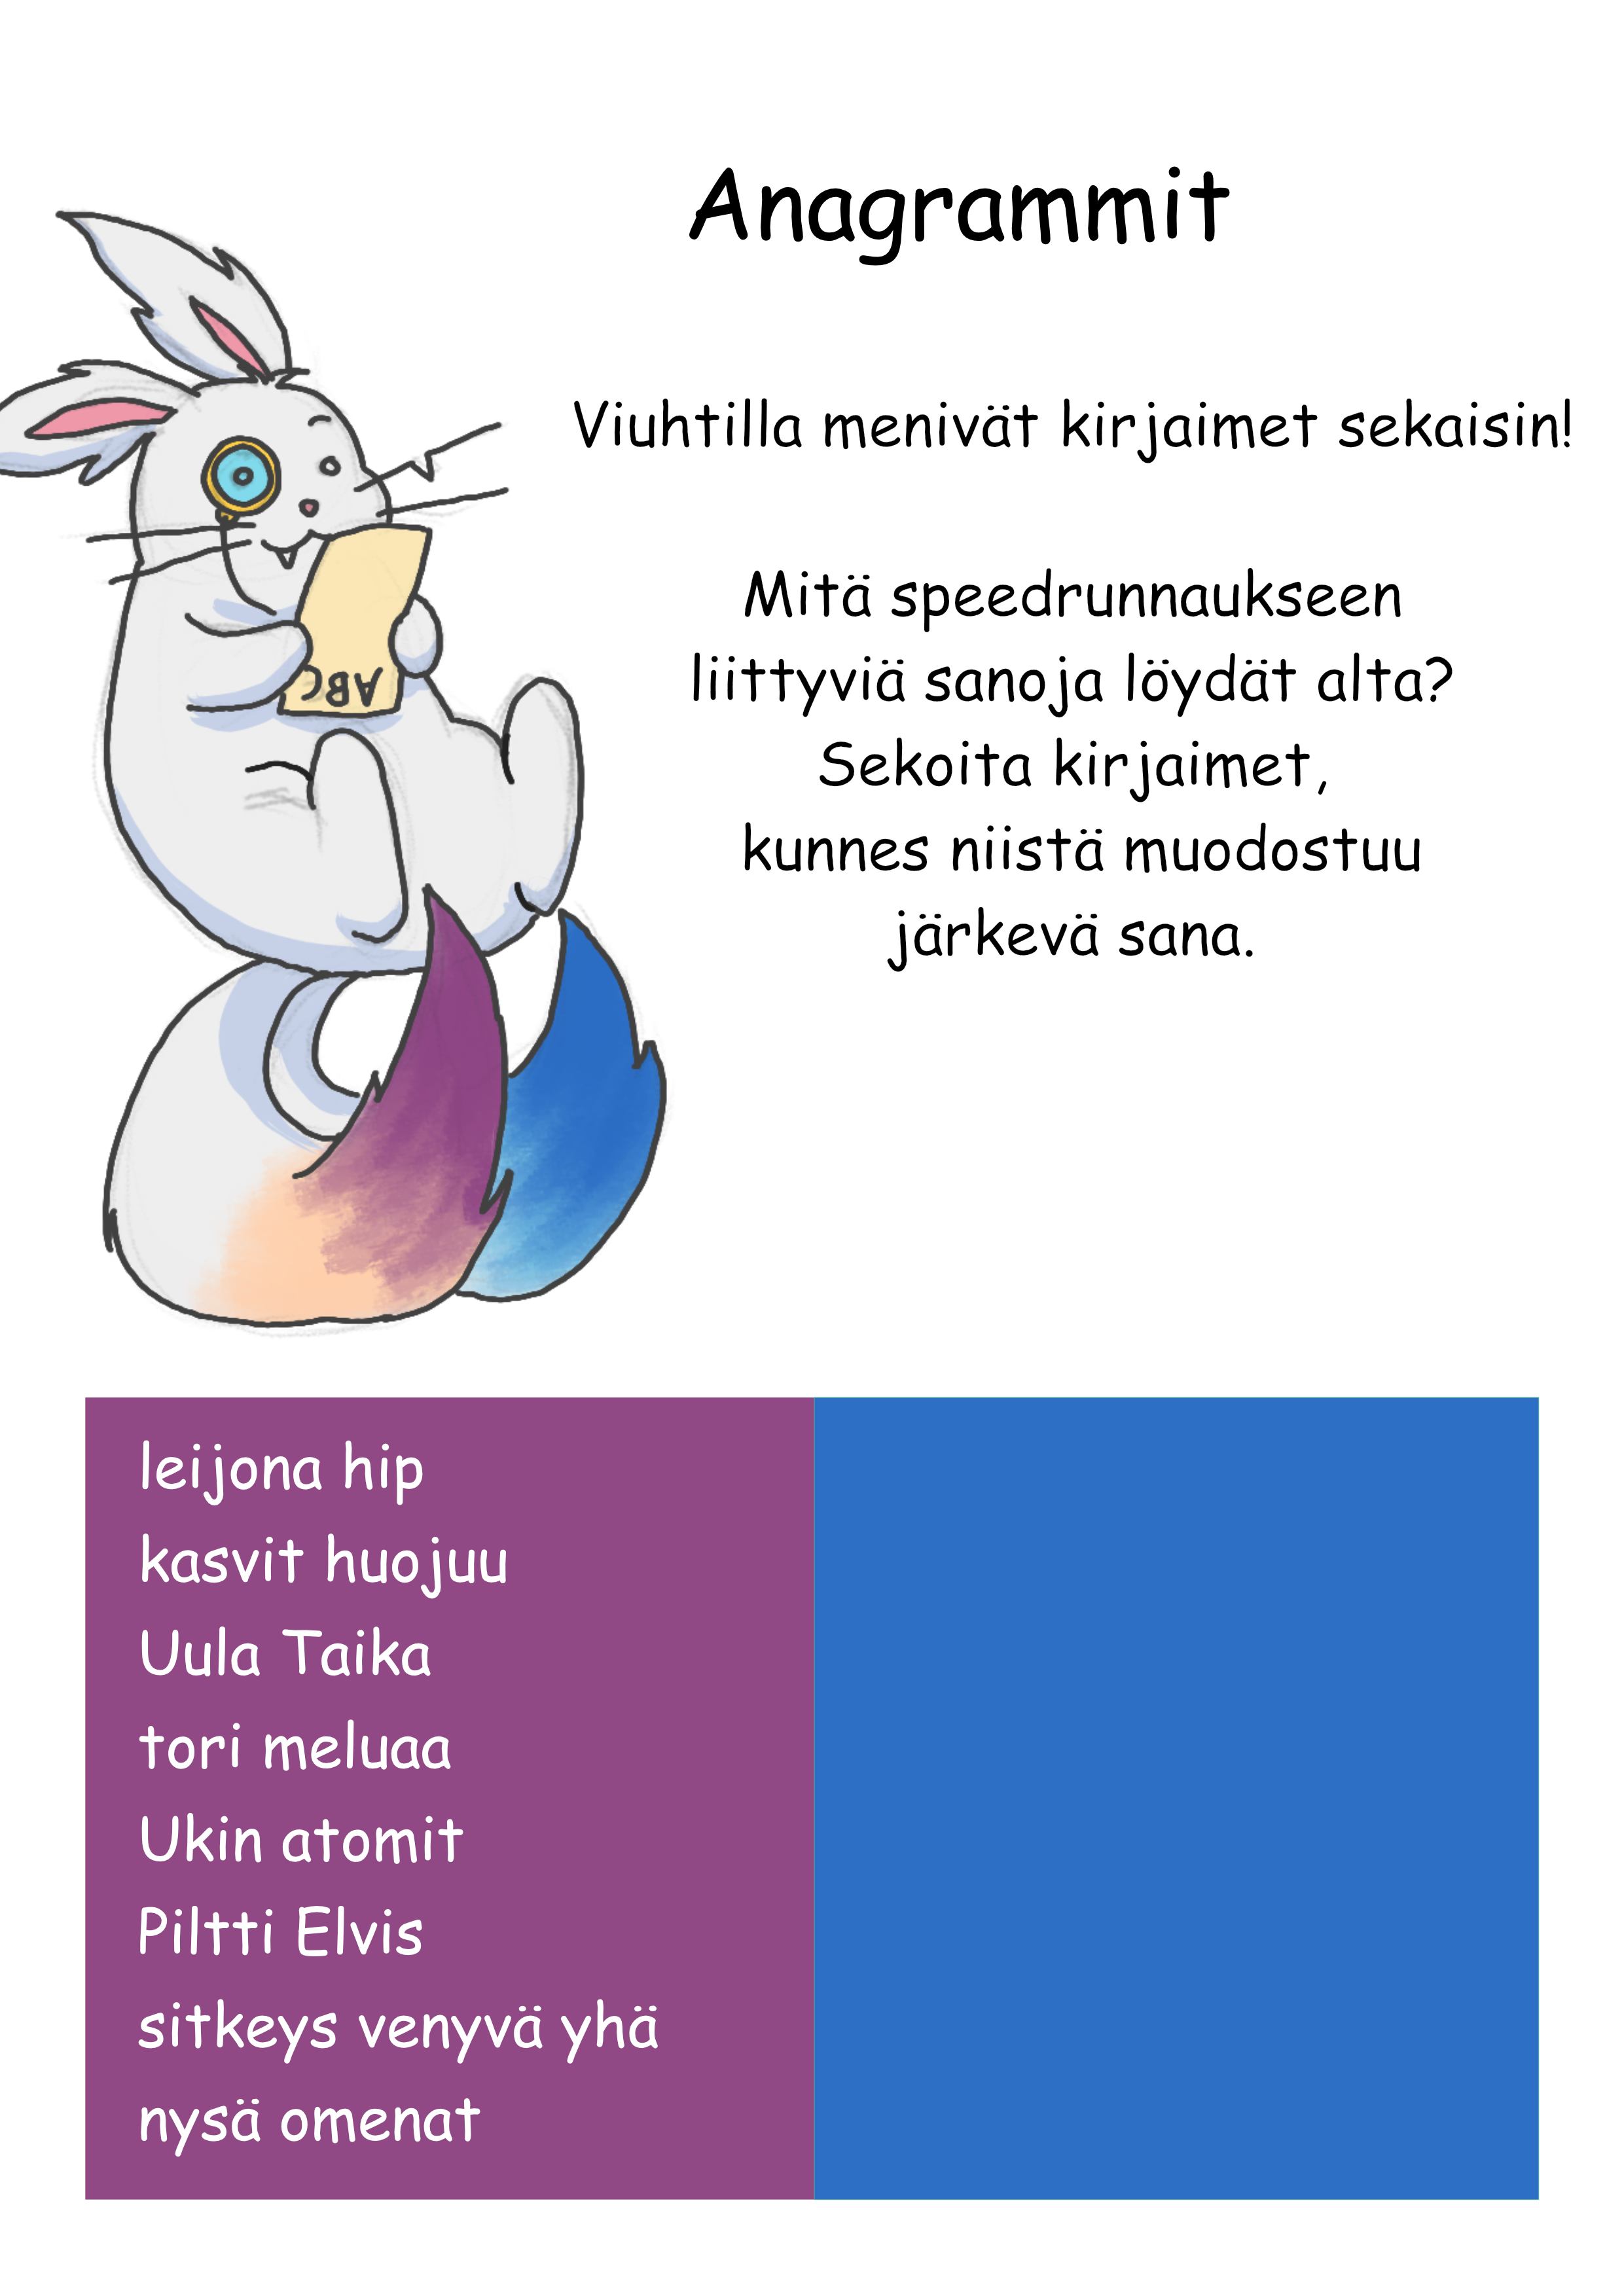 Anagrammit
Viuhtilla menivät kirjaimet sekaisin!
Mitä speedrunnaukseen
liittyviä sanoja löydät alta?
Sekoita kirjaimet,
kunnes niistä muodostuu
järkevä sana.
ABC
leijona hip
kasvit huojuu
Uula Taika
tori meluaa
Ukin atomit
Piltti Elvis
sitkeys venyvä yhä
nysä omenat